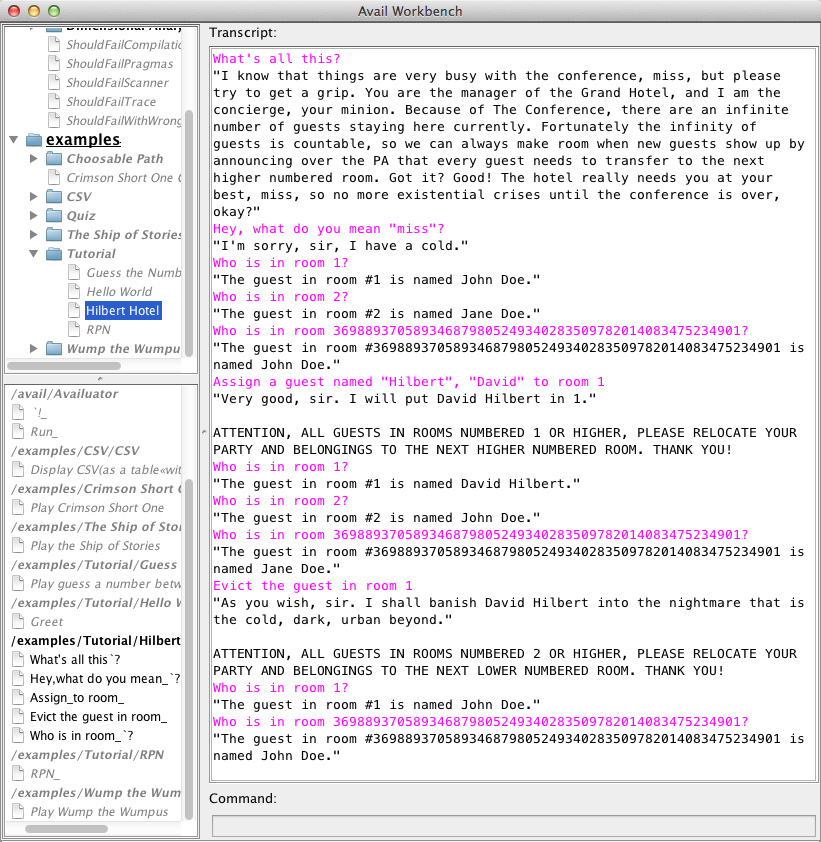 Avail Workbench
Dimensional Analy
ShouldFailCompilatio
ShouldFailPragmas
ShouldFailScanner
ShouldFailTrace
ShouldFailWithWrong
examples
Choosable Path
Crimson Short One
CSV
Quiz
The Ship of Stories
Tutorial
Guess the Numb
Hello World
Hilbert Hotel
RPN
Wump the Wumpu
/avail/Availuator
`!_
Run_
/examples/CSV/CSV
Display CSV(as a table«wit
/examples/Crimson Short
Play Crimson Short One
/examples/The Ship of Sto
Play the Ship of Stories
/examples/Tutorial/Guess
Play guess a number betw
/examples/Tutorial/Hello
Greet
/examples/Tutorial/Hilbert
What's all this`?
Hey,what do you mean_`?
Assign_to room_
Evict the guest in room_
Who is in room_`?
/examples/Tutorial/RPN
RPN_
/examples/Wump the Wum
Play Wump the Wumpus
Transcript:
What's all this?
"I know that things are very busy with the conference, miss, but please
try to get a grip. You are the manager of the Grand Hotel, and I am the
concierge, your minion. Because of The Conference, there are an infinite
number of guests staying here currently. Fortunately the infinity of
guests is countable, so we can always make room when new guests show up by
announcing over the PA that every guest needs to transfer to the next
higher numbered room. Got it? Good! The hotel really needs you at your
best, miss, so no more existential crises until the conference is over,
okay?"
Hey, what do you mean "miss"?
"I'm sorry, sir, I have a cold."
Who is in room 1?
"The guest in room #1 is named John Doe."
Who is in room 2?
"The guest in room #2 is named Jane Doe."
Who is in room 3698893705893468798052493402835097820140834752​34901?
"The guest in room #369889370589346879805249340283509782014083475234901 is
named John Doe."
Assign a guest named "Hilbert", "David" to room 1
"Very good, sir. I will put David Hilbert in 1."
ATTENTION, ALL GUESTS IN ROOMS NUMBERED 1 OR HIGHER, PLEASE RELOCATE YOUR
PARTY AND BELONGINGS TO THE NEXT HIGHER NUMBERED ROOM. THANK YOU!
Who is in room 1?
"The guest in room #1 is named David Hilbert."
Who is in room 2?
"The guest in room #2 is named John Doe."
Who is in room 369889370589346879805249340283509782014083475234901?
"The guest in room #369889370589346879805249340283509782014083475234901 is
named Jane Doe."
Evict the guest in room 1
"As you wish, sir. I shall banish David Hilbert into the nightmare that is
the cold, dark, urban beyond."
ATTENTION, ALL GUESTS IN ROOMS NUMBERED 2 OR HIGHER, PLEASE RELOCATE YOUR
PARTY AND BELONGINGS TO THE NEXT LOWER NUMBERED ROOM. THANK YOU!
Who is in room 1?
"The guest in room #1 is named John Doe."
Who is in room 369889370589346879805249340283509782014083475234901?
"The guest in room #369889370589346879805249340283509782014083475234901 is
named John Doe."
Command: